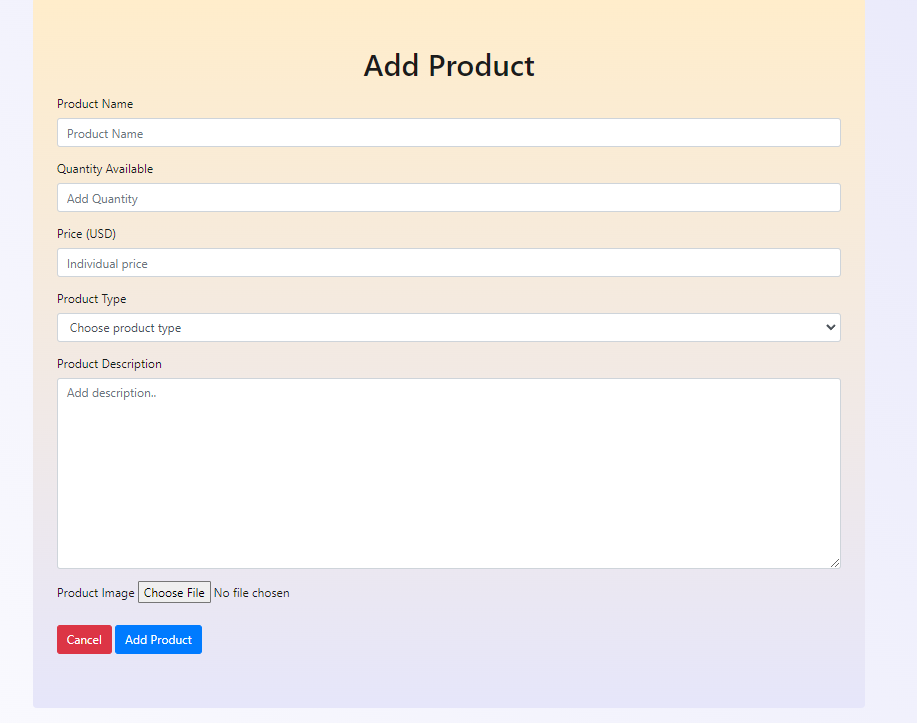 Add Product
Product Name
Product Name
Quantity Available
Add Quantity
Price (USD)
Individual price
Product Type
Choose product type
Product Description
Add description..
Product Image Choose File No file chosen
Cancel Add Product